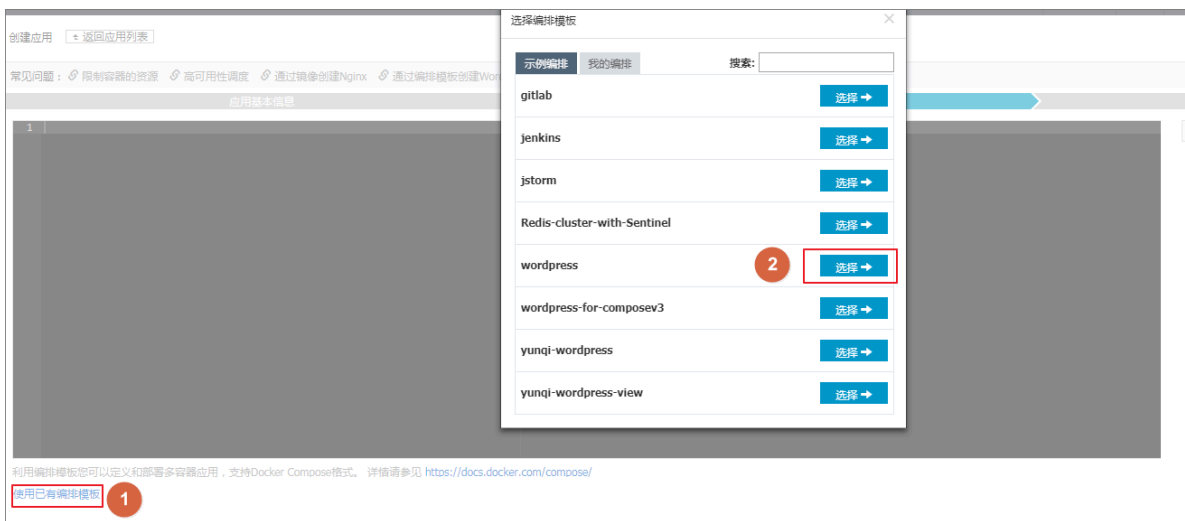 创建应用 返回应用列表
常见问题： 限制容器的资源 高可用性调度 通过镜像创建Nginx 通过编排模板创建Wor
应用基本信息
1
利用编排模板您可以定义和部署多容器应用，支持Docker Compose格式。 详情请参见 https://docs.docker.com/compose/
使用已有编排模板
1
选择编排模板
示例编排 我的编排 搜索:
gitlab 选择
jenkins 选择
jstorm 选择
Redis-cluster-with-Sentinel 选择
wordpress 2 选择
wordpress-for-composev3 选择
yunqi-wordpress 选择
yunqi-wordpress-view 选择